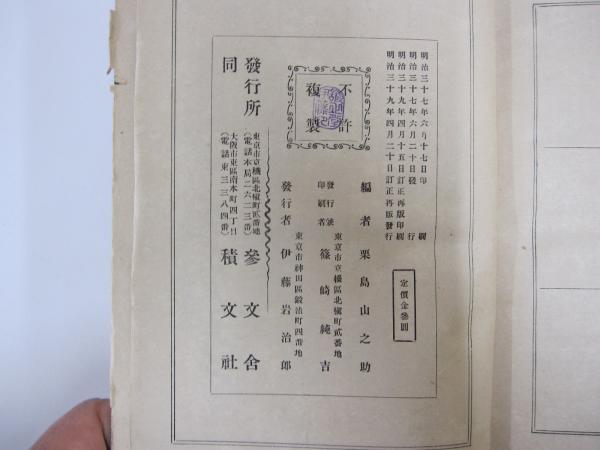 明治三十七年六月十七日印刷
明治三十七年六月二十日發行
明治三十九年四月十五日訂正再版印刷
明治三十九年四月二十日訂正再版發行
定價金參圓
編者 栗島山之助
東京市京橋區北槇町貳番地
發行兼印刷者 篠崎純吉
東京市神田區鍛冶町四番地
發行者 伊藤岩治郎
不許複製
發行所
東京市京橋區北槇町貳番地
(電話本局二六二三番)
參文舍
同
大阪市東區南本町四丁目
(電話東三三八四番)
積文社